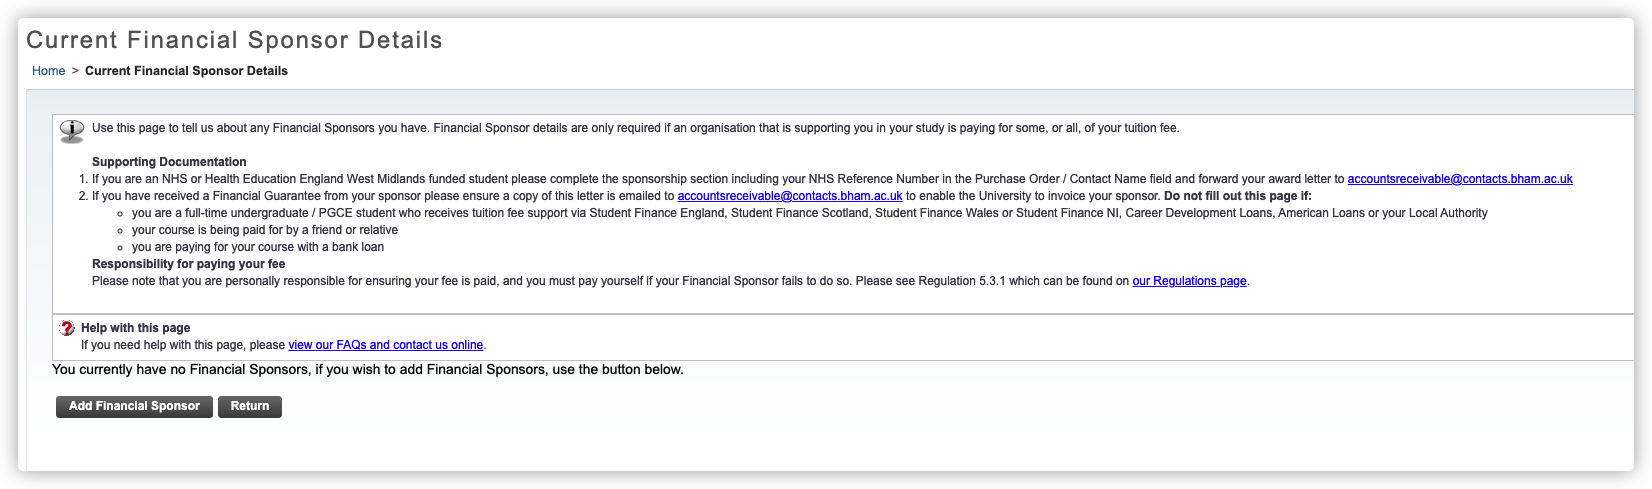 Current Financial Sponsor Details
Home > Current Financial Sponsor Details
Use this page to tell us about any Financial Sponsors you have. Financial Sponsor details are only required if an organisation that is supporting you in your study is paying for some, or all, of your tuition fee.
Supporting Documentation
1. If you are an NHS or Health Education England West Midlands funded student please complete the sponsorship section including your NHS Reference Number in the Purchase Order / Contact Name field and forward your award letter to accountsreceivable@contacts.bham.ac.uk
2. If you have received a Financial Guarantee from your sponsor please ensure a copy of this letter is emailed to accountsreceivable@contacts.bham.ac.uk to enable the University to invoice your sponsor. Do not fill out this page if:
you are a full-time undergraduate / PGCE student who receives tuition fee support via Student Finance England, Student Finance Scotland, Student Finance Wales or Student Finance NI, Career Development Loans, American Loans or your Local Authority
your course is being paid for by a friend or relative
you are paying for your course with a bank loan
Responsibility for paying your fee
Please note that you are personally responsible for ensuring your fee is paid, and you must pay yourself if your Financial Sponsor fails to do so. Please see Regulation 5.3.1 which can be found on our Regulations page.
Help with this page
If you need help with this page, please view our FAQs and contact us online.
You currently have no Financial Sponsors, if you wish to add Financial Sponsors, use the button below.
Add Financial Sponsor Return